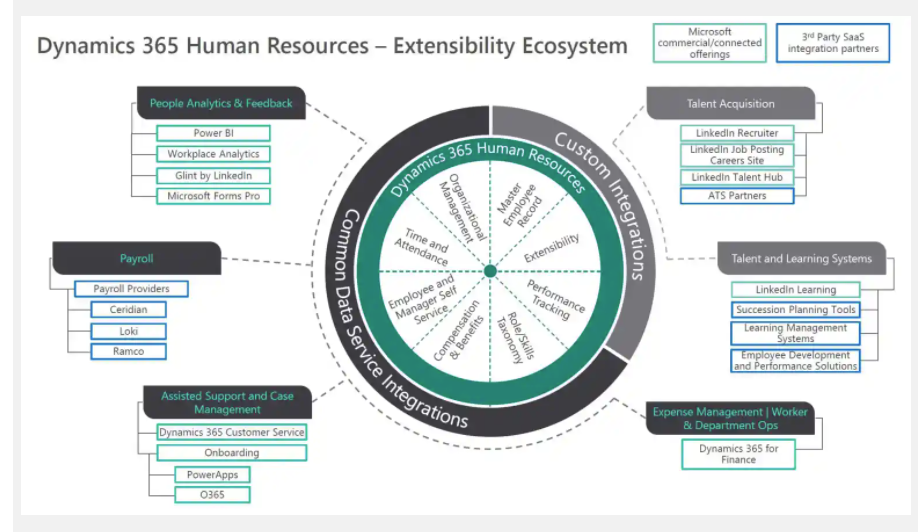 Dynamics 365 Human Resources – Extensibility Ecosystem
Microsoft
commercial/connected
offerings
3rd Party SaaS
integration partners
People Analytics & Feedback
Power BI
Workplace Analytics
Glint by LinkedIn
Microsoft Forms Pro
Payroll
Payroll Providers
Ceridian
Loki
Ramco
Assisted Support and Case
Management
Dynamics 365 Customer Service
Onboarding
PowerApps
O365
Common Data Service Integrations
Custom Integrations
Dynamics 365 Human Resources
Organizational
Management
Master
Employee
Record
Time and
Attendance
Extensibility
Employee and
Manager Self
Service
Performance
Tracking
Compensation
& Benefits
Role/Skills
Taxonomy
Talent Acquisition
LinkedIn Recruiter
LinkedIn Job Posting
Careers Site
LinkedIn Talent Hub
ATS Partners
Talent and Learning Systems
LinkedIn Learning
Succession Planning Tools
Learning Management
Systems
Employee Development
and Performance Solutions
Expense Management | Worker
& Department Ops
Dynamics 365 for
Finance